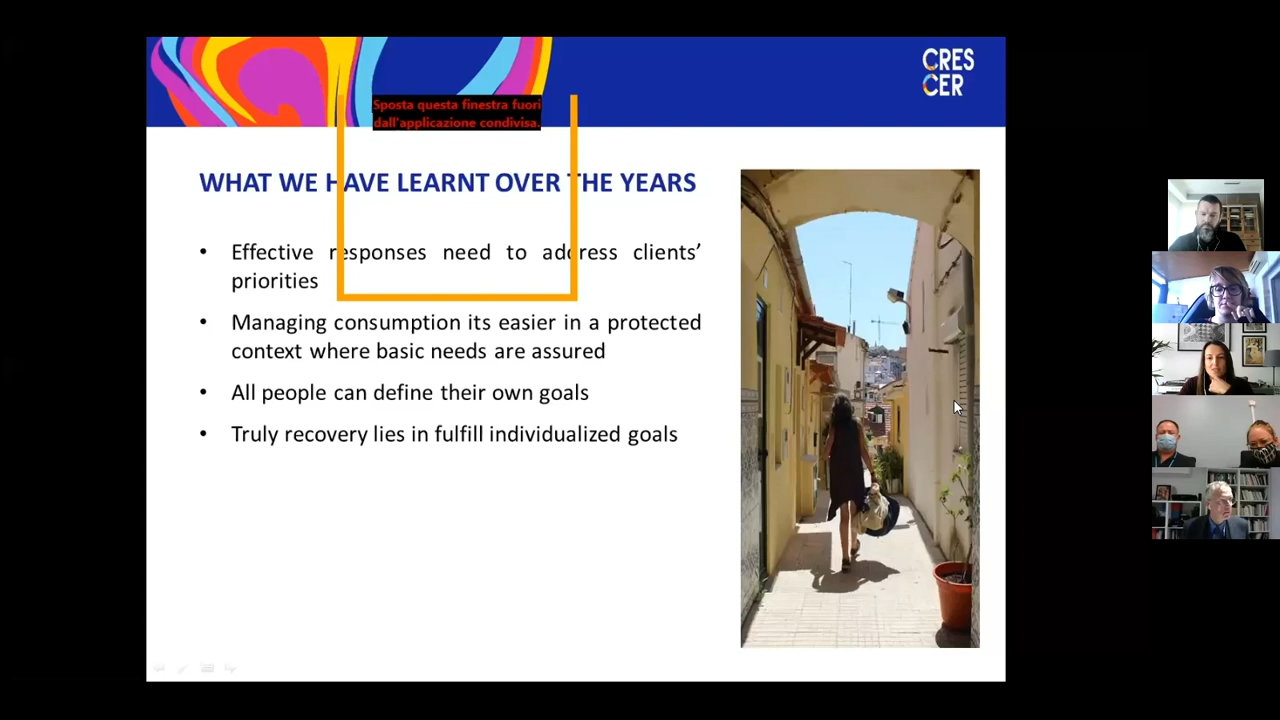 CRES
CER
Sposta questa finestra fuori
dall'applicazione condivisa.
WHAT WE HAVE LEARNT OVER THE YEARS
• Effective responses need to address clients’
priorities
• Managing consumption its easier in a protected
context where basic needs are assured
• All people can define their own goals
• Truly recovery lies in fulfill individualized goals